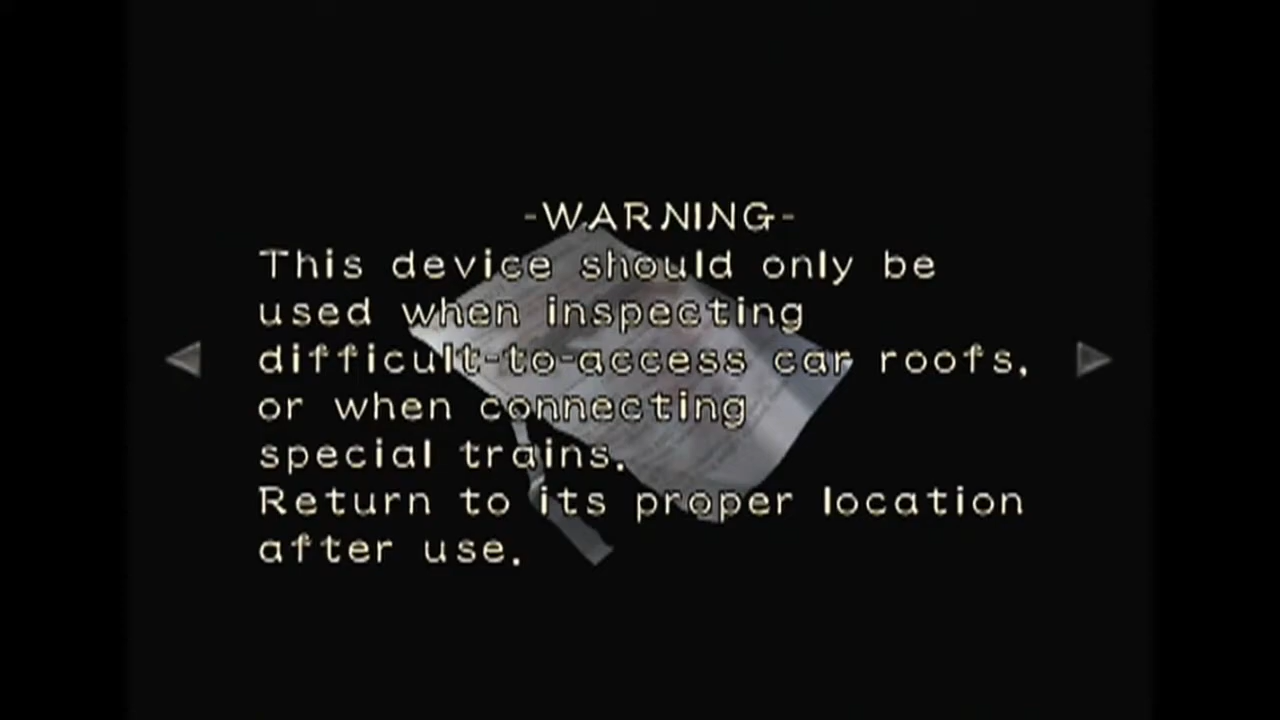 -WARNING-
This device should only be
used when inspecting
difficult-to-access car roofs,
or when connecting
special trains.
Return to its proper location
after use.